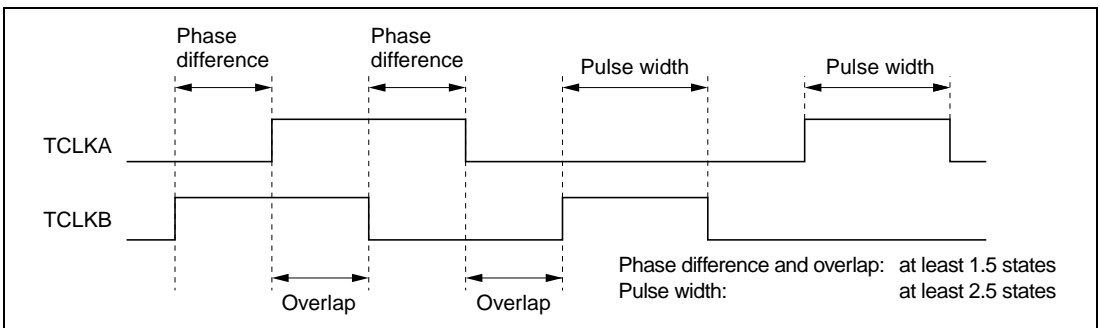 Phase
difference
Phase
difference
Pulse width
Pulse width
TCLKA
TCLKB
Overlap
Overlap
Phase difference and overlap: at least 1.5 states
Pulse width: at least 2.5 states